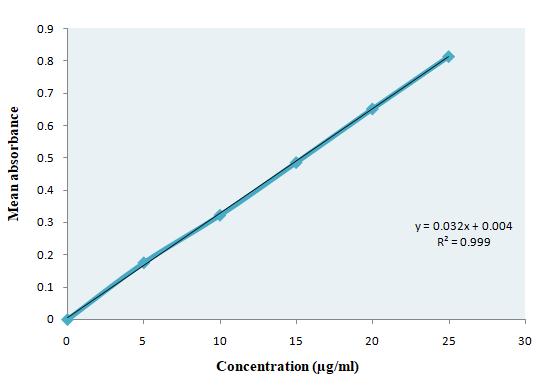 0.9
0.8
0.7
0.6
0.5
0.4
0.3
0.2
0.1
0
Mean absorbance
y = 0.032x + 0.004
R² = 0.999
0 5 10 15 20 25 30
Concentration (µg/ml)